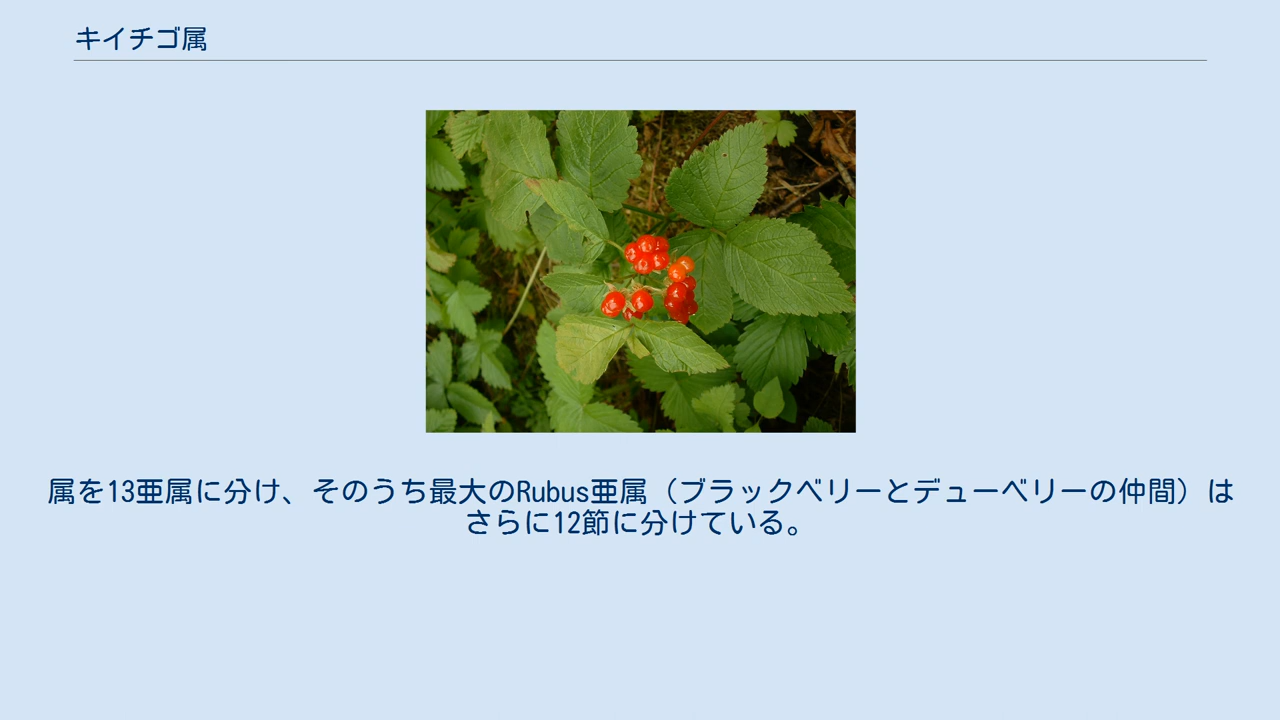 キイチゴ属
属を13亜属に分け、そのうち最大のRubus亜属（ブラックベリーとデューベリーの仲間）は
さらに12節に分けている。